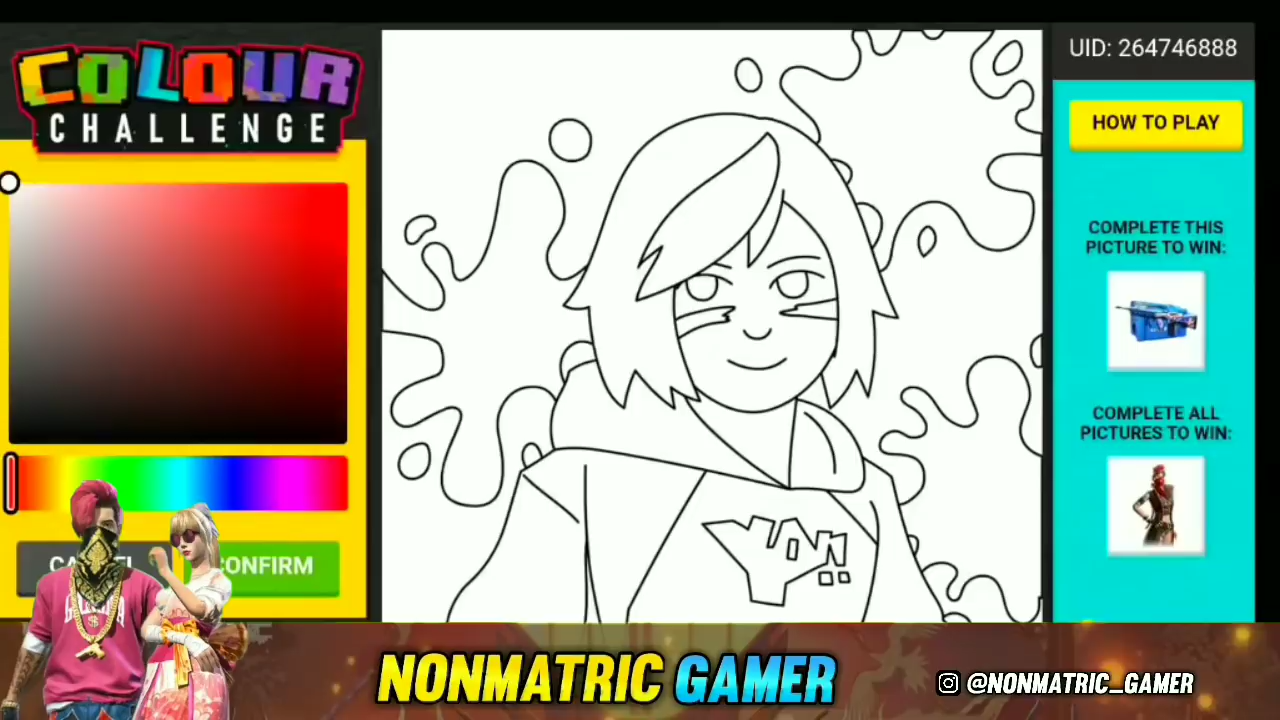 COLOUR
CHALLENGE
UID: 264746888
HOW TO PLAY
COMPLETE THIS
PICTURE TO WIN:
COMPLETE ALL
PICTURES TO WIN:
YON!!
CONFIRM
NONMATRIC GAMER
@NONMATRIC_GAMER